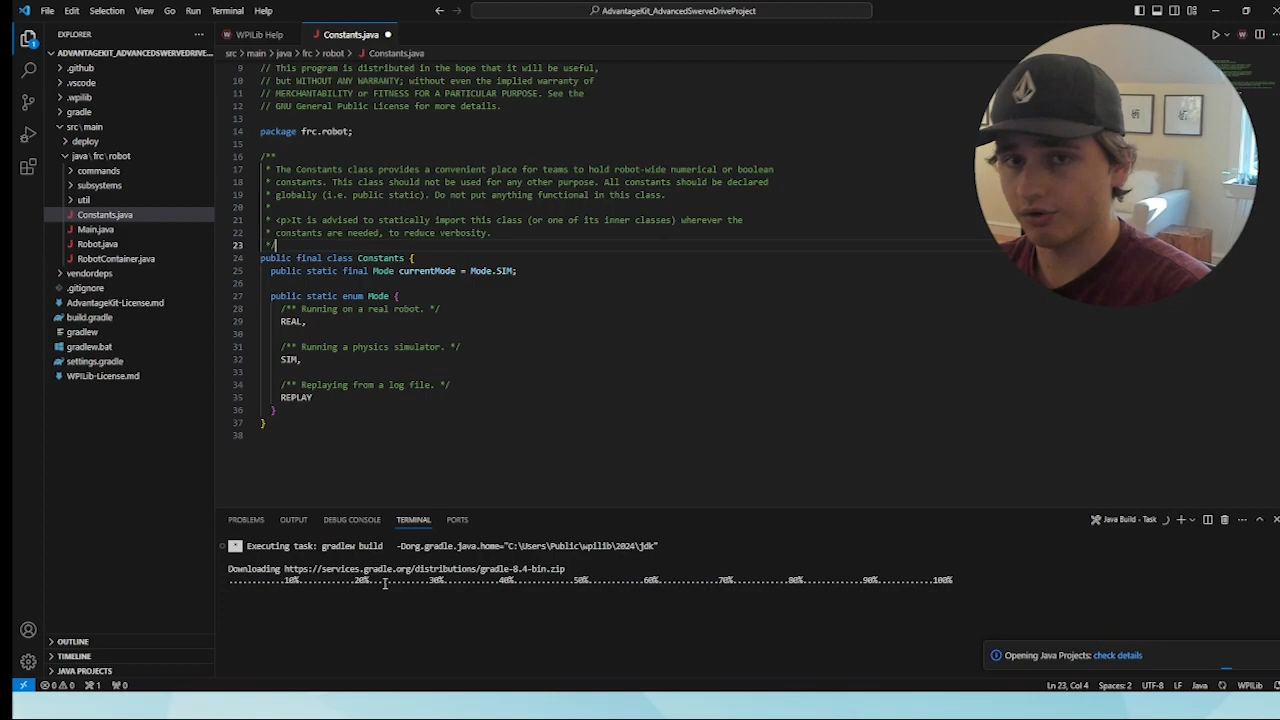 File Edit Selection View Go Run Terminal Help
AdvantageKit_AdvancedSwerveDriveProject
EXPLORER
WPILib Help
Constants.java
ADVANTAGEKIT_ADVANCEDSWERVEDRIVE...
src > main > java > frc > robot > Constants.java
.github
.vscode
.wpilib
gradle
src\main
deploy
java\frc\robot
commands
subsystems
util
Constants.java
Main.java
Robot.java
RobotContainer.java
vendordeps
.gitignore
AdvantageKit-License.md
build.gradle
gradlew
gradlew.bat
settings.gradle
WPILib-License.md
OUTLINE
TIMELINE
JAVA PROJECTS
9 // This program is distributed in the hope that it will be useful,
10 // but WITHOUT ANY WARRANTY; without even the implied warranty of
11 // MERCHANTABILITY or FITNESS FOR A PARTICULAR PURPOSE. See the
12 // GNU General Public License for more details.
13
14 package frc.robot;
15
16 /**
17 * The Constants class provides a convenient place for teams to hold robot-wide numerical or boolean
18 * constants. This class should not be used for any other purpose. All constants should be declared
19 * globally (i.e. public static). Do not put anything functional in this class.
20 *
21 * <p>It is advised to statically import this class (or one of its inner classes) wherever the
22 * constants are needed, to reduce verbosity.
23 */
24 public final class Constants {
25 public static final Mode currentMode = Mode.SIM;
26
27 public static enum Mode {
28 /** Running on a real robot. */
29 REAL,
30
31 /** Running a physics simulator. */
32 SIM,
33
34 /** Replaying from a log file. */
35 REPLAY
36 }
37 }
38
PROBLEMS OUTPUT DEBUG CONSOLE TERMINAL PORTS
Java Build - Task
* Executing task: gradlew build -Dorg.gradle.java.home="C:\Users\Public\wpilib\2024\jdk"
Downloading https://services.gradle.org/distributions/gradle-8.4-bin.zip
............10%............20%............30%............40%............50%............60%............70%............80%............90%............100%
Opening Java Projects: check details
0 0 1 0
Ln 23, Col 4 Spaces: 2 UTF-8 LF Java WPILib